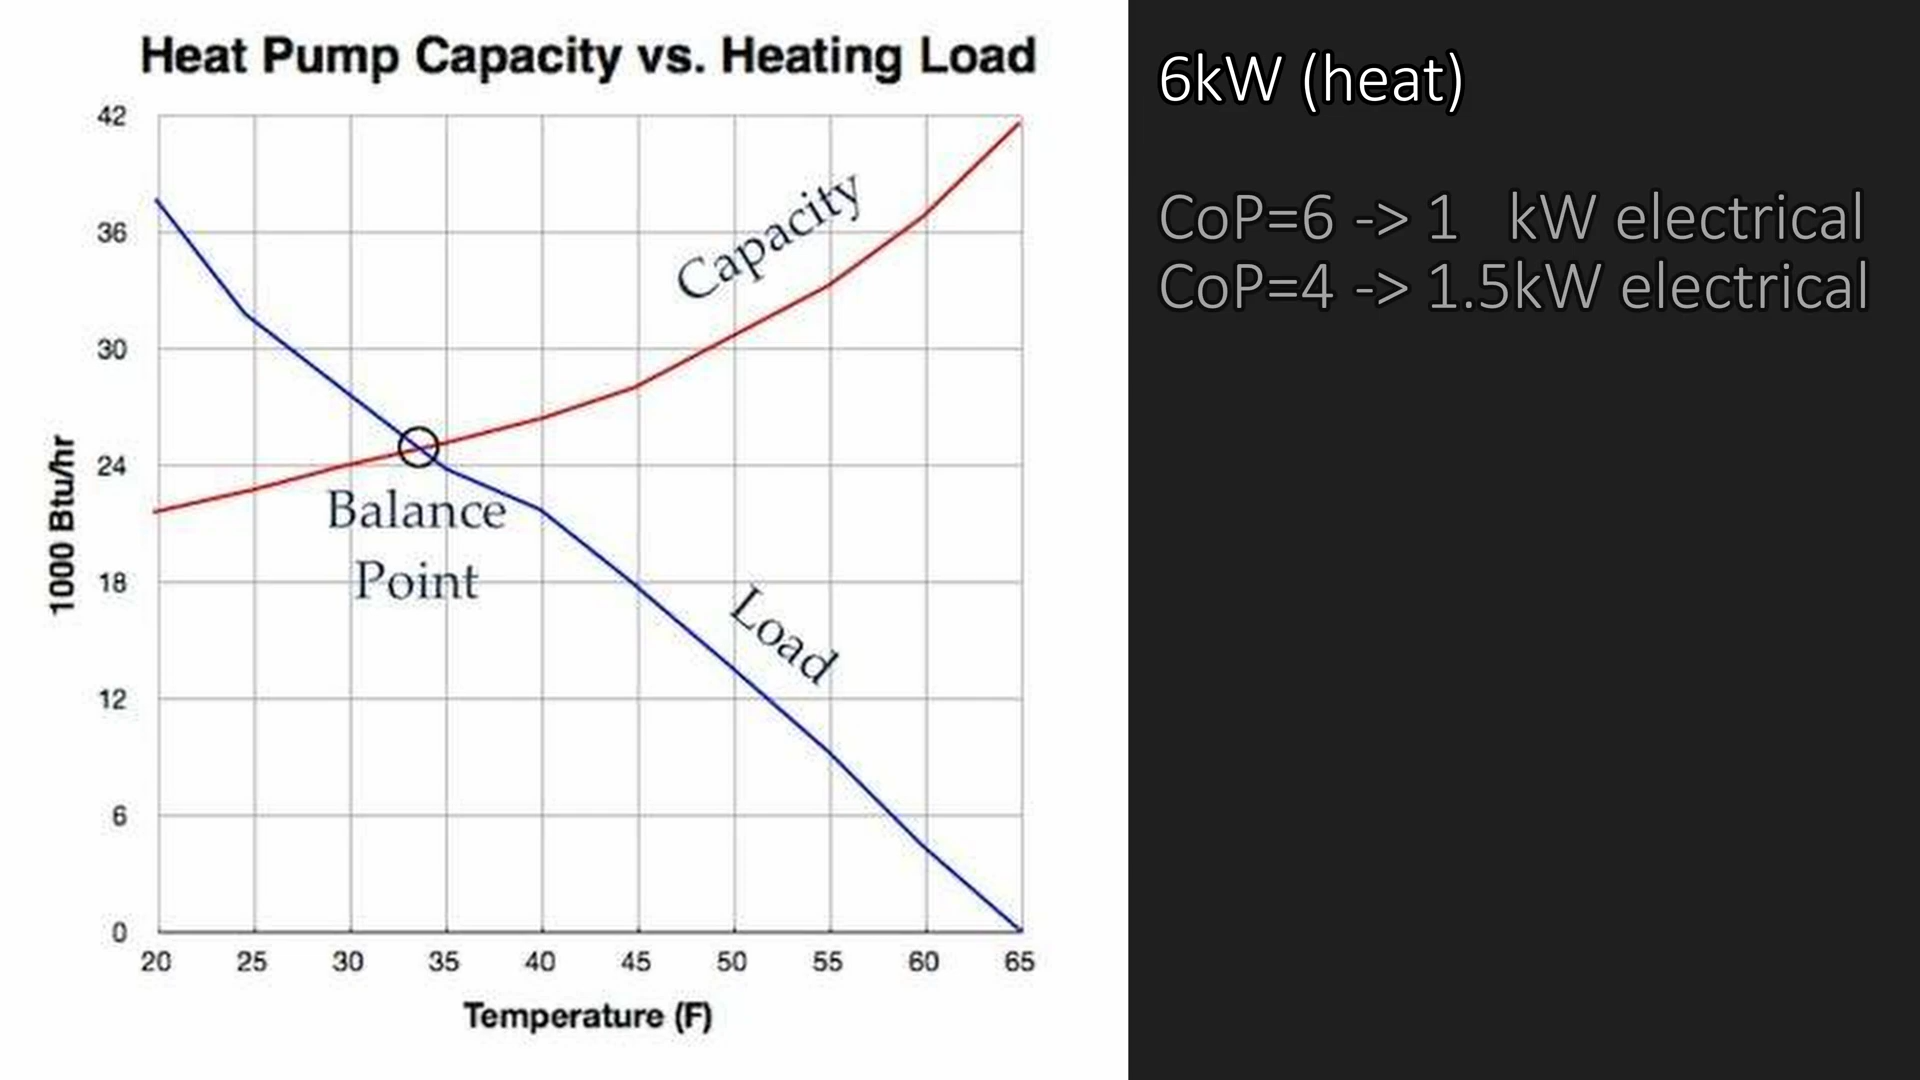 Heat Pump Capacity vs. Heating Load
42
36
30
24
18
12
6
0
1000 Btu/hr
Capacity
Balance
Point
Load
20 25 30 35 40 45 50 55 60 65
Temperature (F)
6kW (heat)
CoP=6 -> 1 kW electrical
CoP=4 -> 1.5kW electrical